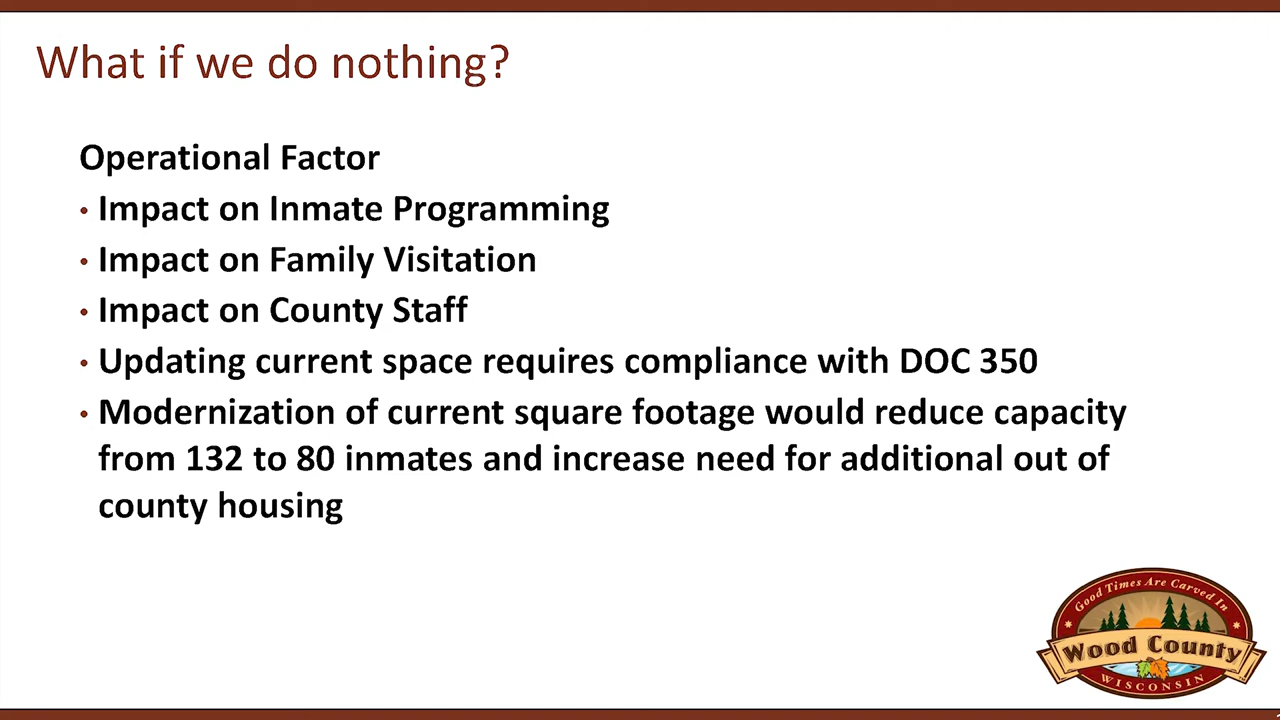 What if we do nothing?
Operational Factor
• Impact on Inmate Programming
• Impact on Family Visitation
• Impact on County Staff
• Updating current space requires compliance with DOC 350
• Modernization of current square footage would reduce capacity
from 132 to 80 inmates and increase need for additional out of
county housing
Good Times Are Carved In
Wood County
WISCONSIN